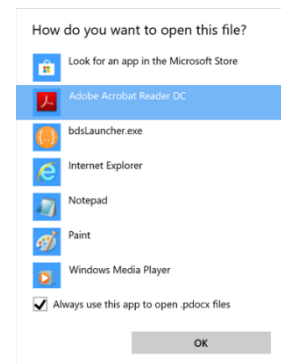 How do you want to open this file?
Look for an app in the Microsoft Store
Adobe Acrobat Reader DC
bdsLauncher.exe
Internet Explorer
Notepad
Paint
Windows Media Player
Always use this app to open .pdocx files
OK